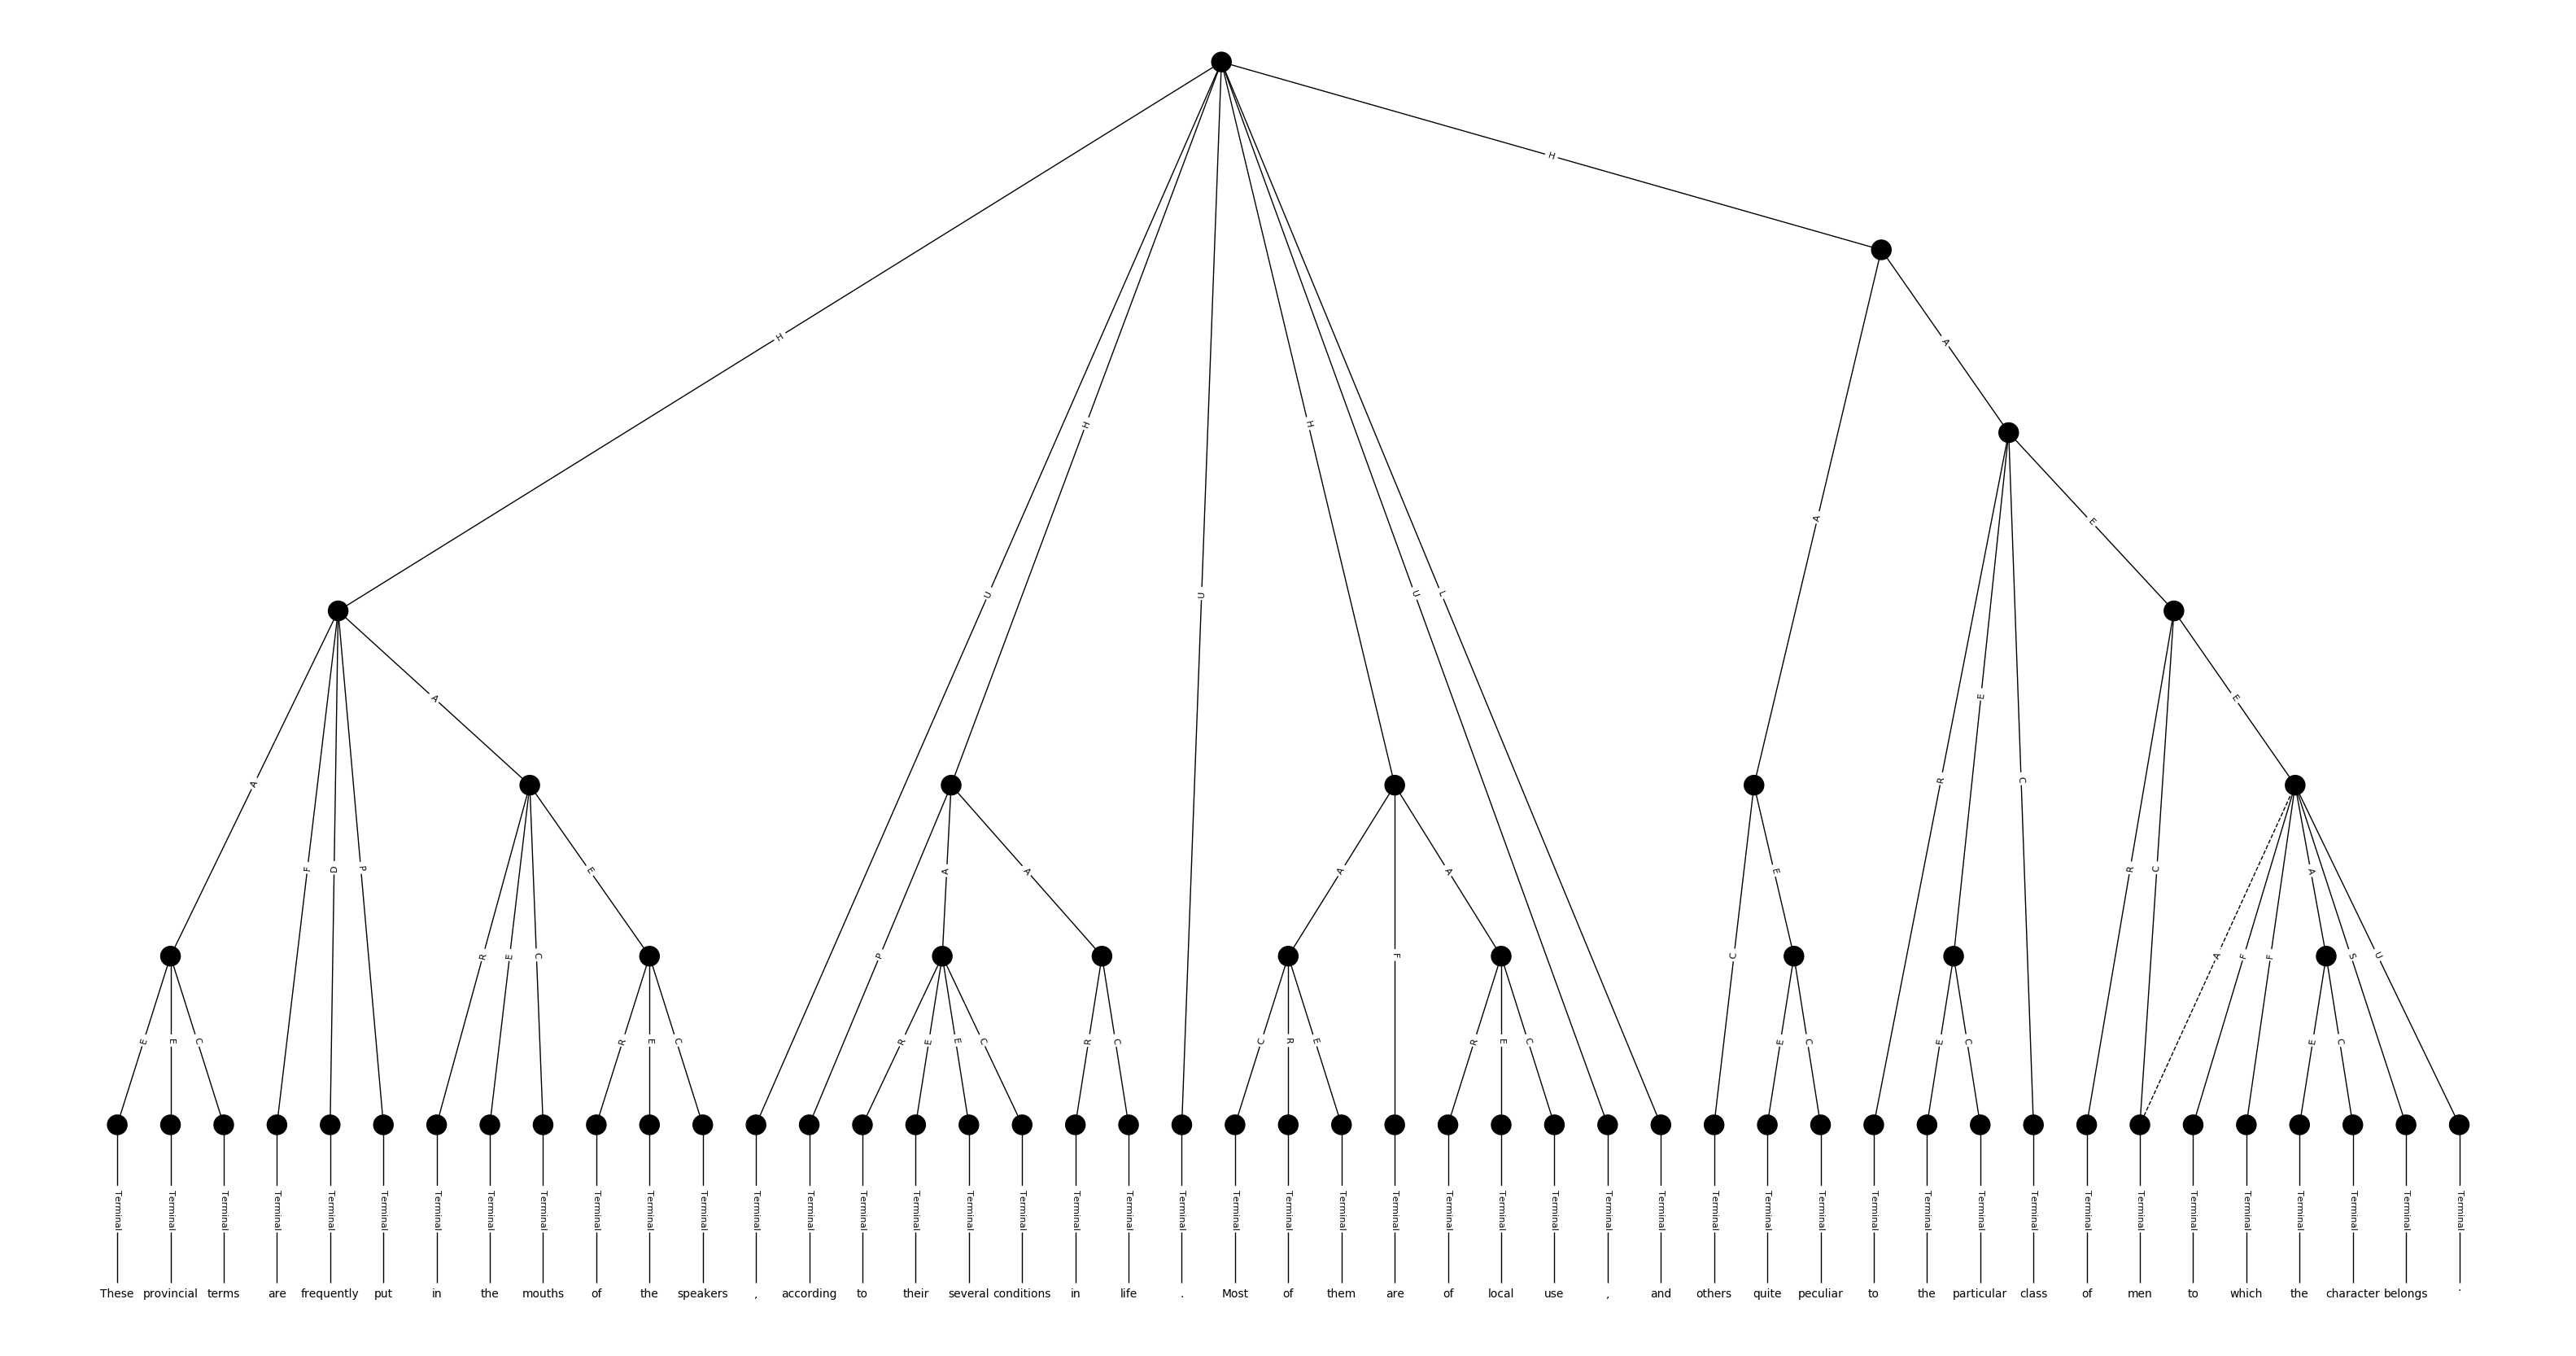 H
H
A
H
H
A
E
U
H
U
U
L
A
A
E
E
A
R
C
F
D
P
E
A
A
A
A
E
R
C
A
R
E
C
P
F
C
A
F
F
S
U
E
E
C
R
E
C
R
E
E
C
R
C
C
R
E
R
E
C
E
C
E
C
E
C
Terminal Terminal Terminal Terminal Terminal Terminal Terminal Terminal Terminal Terminal Terminal Terminal Terminal Terminal Terminal Terminal Terminal Terminal Terminal Terminal Terminal Terminal Terminal Terminal Terminal Terminal Terminal Terminal Terminal Terminal Terminal Terminal Terminal Terminal Terminal Terminal Terminal Terminal Terminal Terminal Terminal Terminal Terminal Terminal Terminal
These provincial terms are frequently put in the mouths of the speakers , according to their several conditions in life . Most of them are of local use , and others quite peculiar to the particular class of men to which the character belongs .